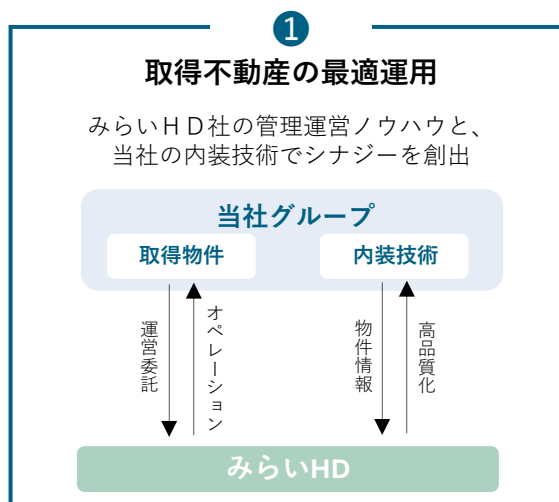 ❶
取得不動産の最適運用
みらいＨＤ社の管理運営ノウハウと、
当社の内装技術でシナジーを創出
当社グループ
取得物件
内装技術
運営委託
オペレーション
物件情報
高品質化
みらいHD